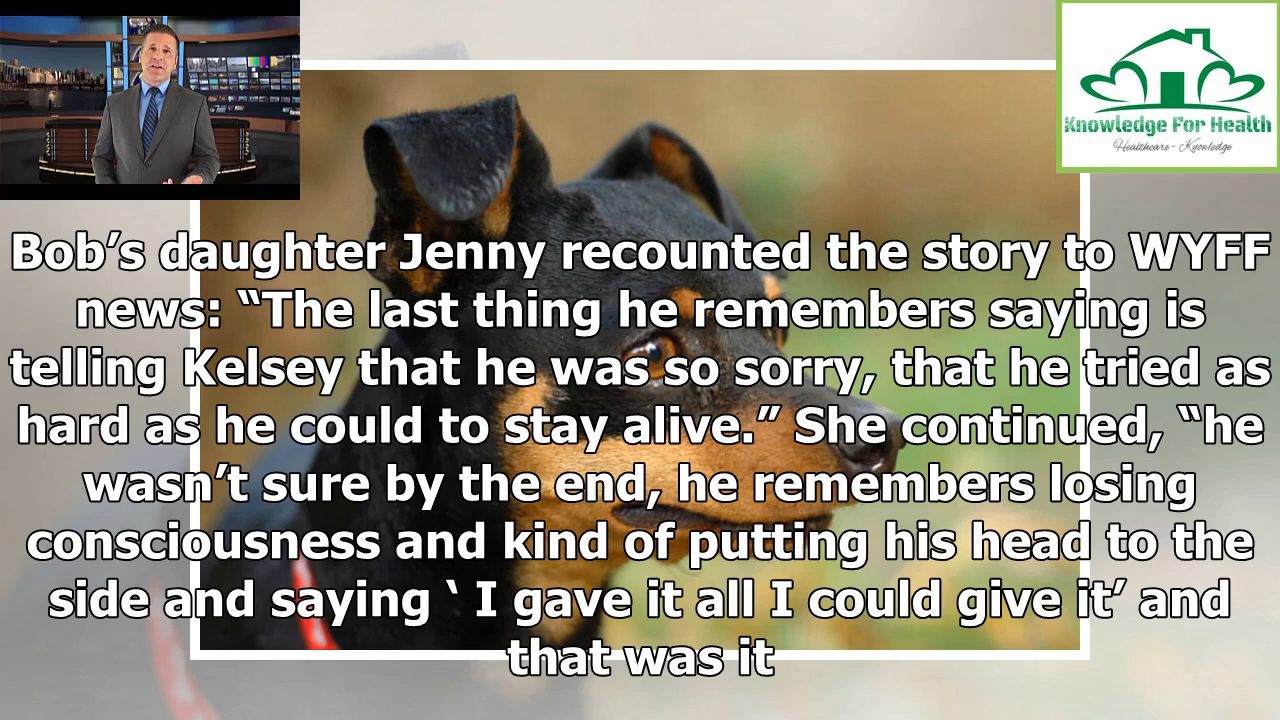 Knowledge For Health
Healthcare - Knowledge
Bob’s daughter Jenny recounted the story to WYFF
news: “The last thing he remembers saying is
telling Kelsey that he was so sorry, that he tried as
hard as he could to stay alive.” She continued, “he
wasn’t sure by the end, he remembers losing
consciousness and kind of putting his head to the
side and saying ‘ I gave it all I could give it’ and
that was it